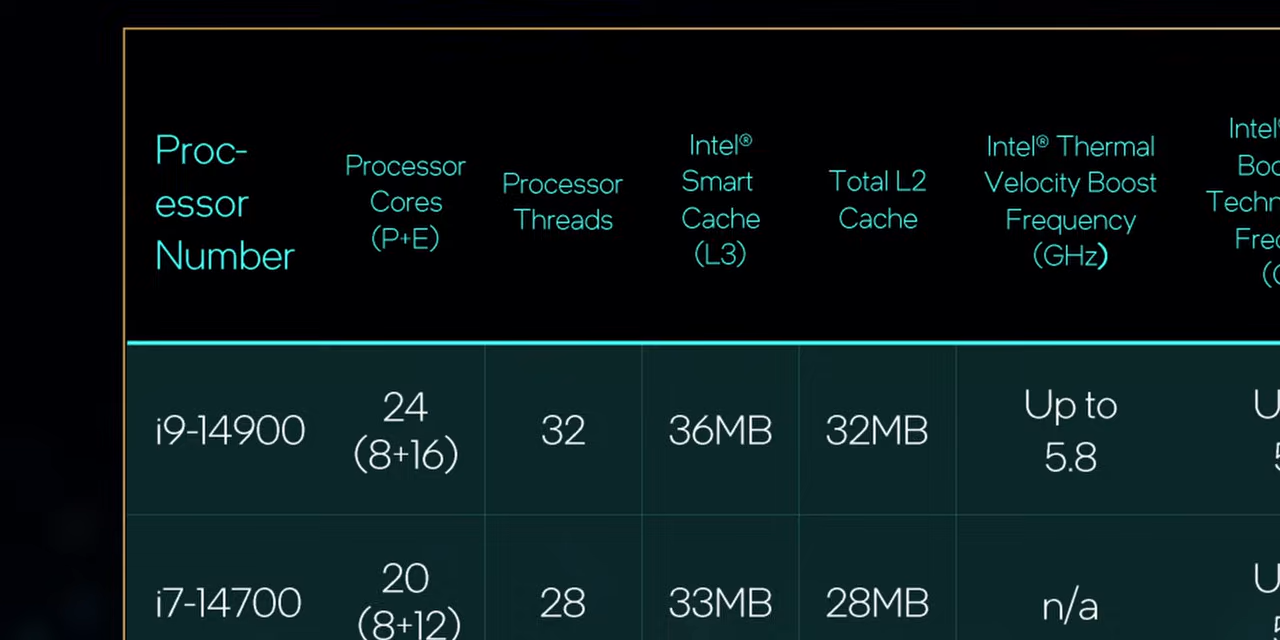 Proc-
essor
Number
Processor
Cores
(P+E)
Processor
Threads
Intel®
Smart
Cache
(L3)
Total L2
Cache
Intel® Thermal
Velocity Boost
Frequency
(GHz)
i9-14900
24
(8+16)
32
36MB
32MB
Up to
5.8
i7-14700
20
(8+12)
28
33MB
28MB
n/a